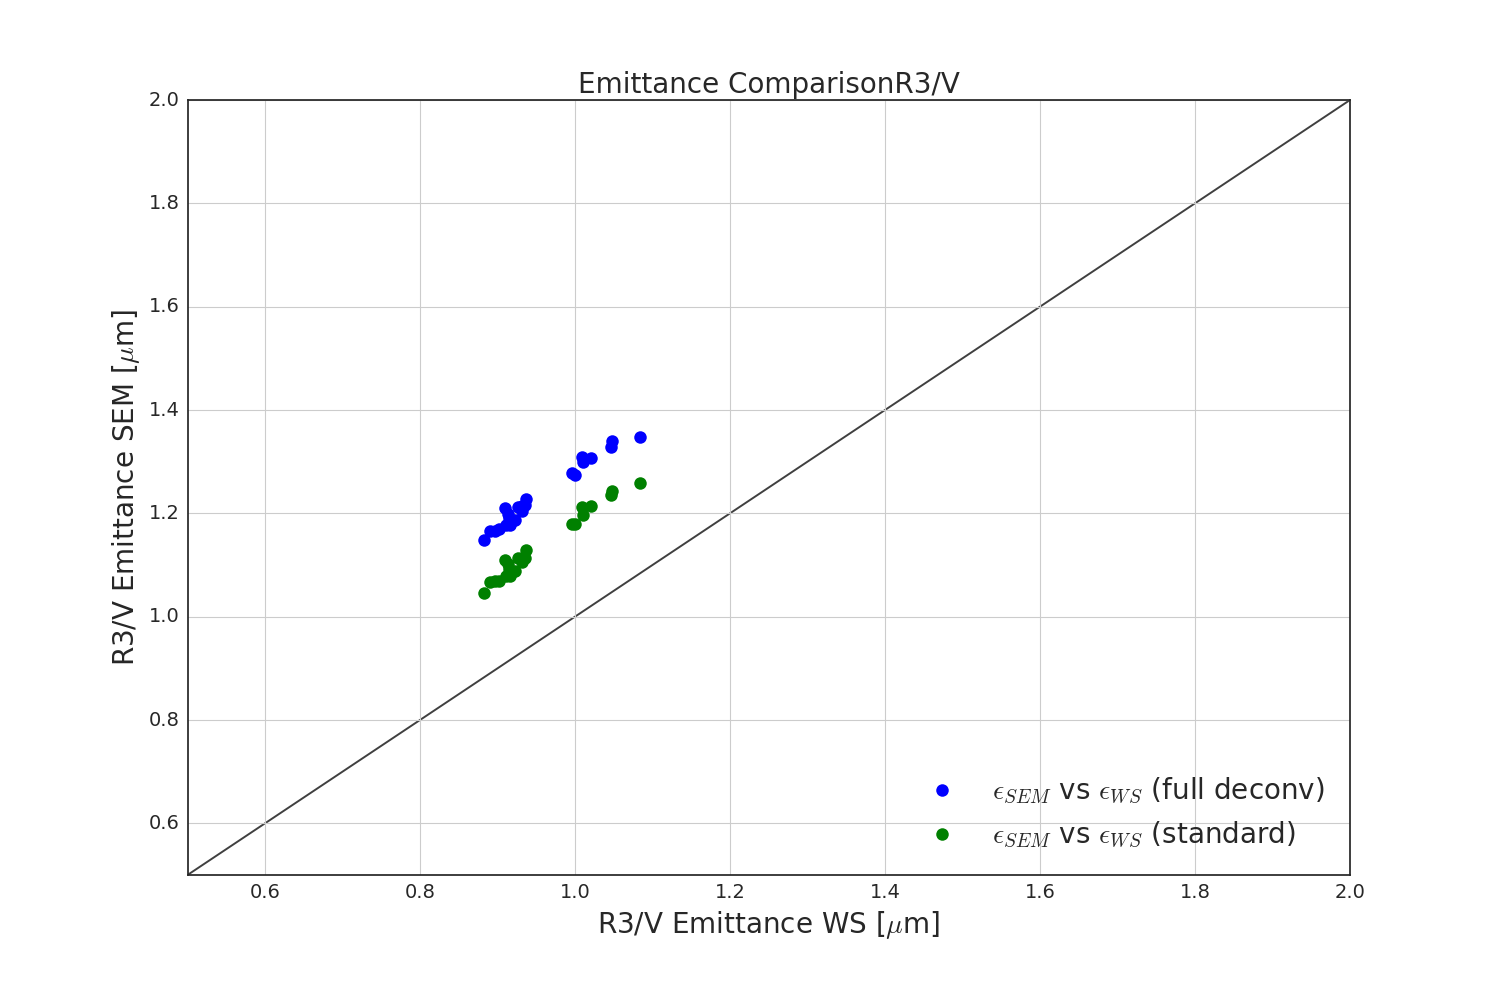 Emittance ComparisonR3/V
2.0
1.8
1.6
1.4
1.2
1.0
0.8
0.6
R3/V Emittance SEM [μm]
ϵSEM vs ϵWS (full deconv)
ϵSEM vs ϵWS (standard)
0.6 0.8 1.0 1.2 1.4 1.6 1.8 2.0
R3/V Emittance WS [μm]